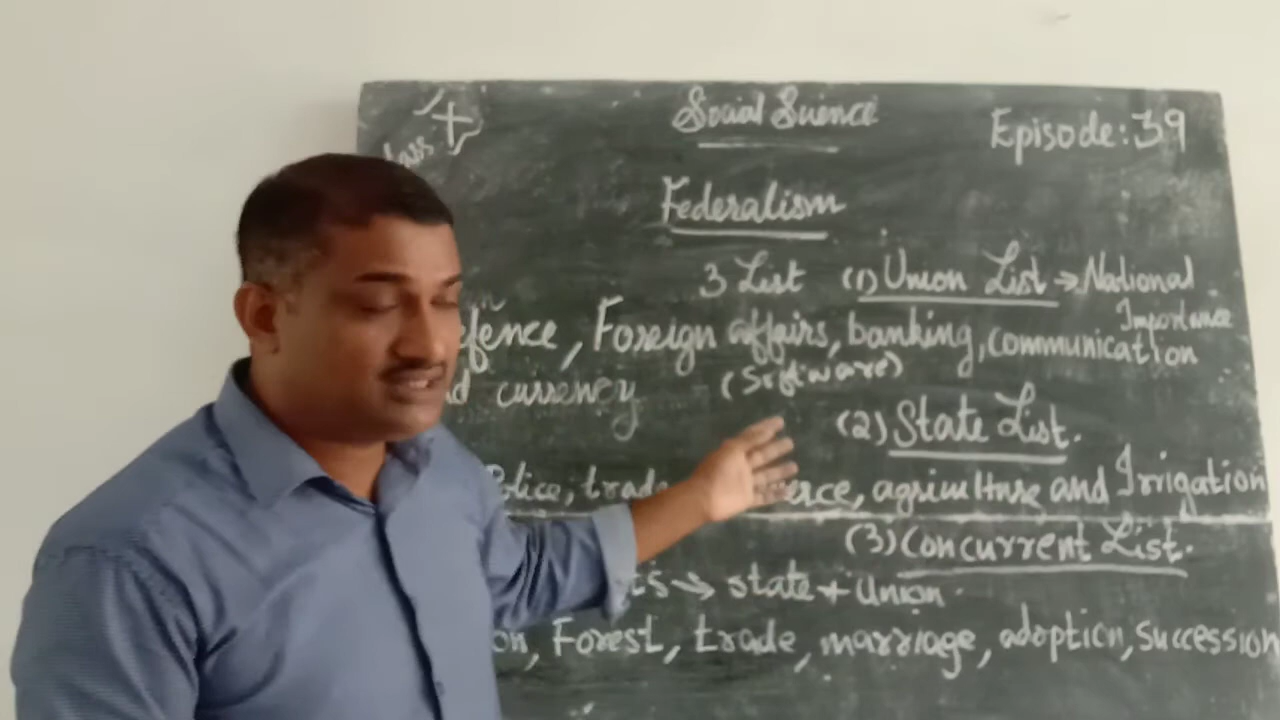 Social Science
Episode: 39
Federalism
3 List (1) Union List → National
Importance
efence, Foreign affairs, banking, communication
d currency (Software)
(2) State List.
olice, trade erce, agriculture and Irrigation
(3) Concurrent List.
ts → state + Union.
on, Forest, trade, marriage, adoption, succession